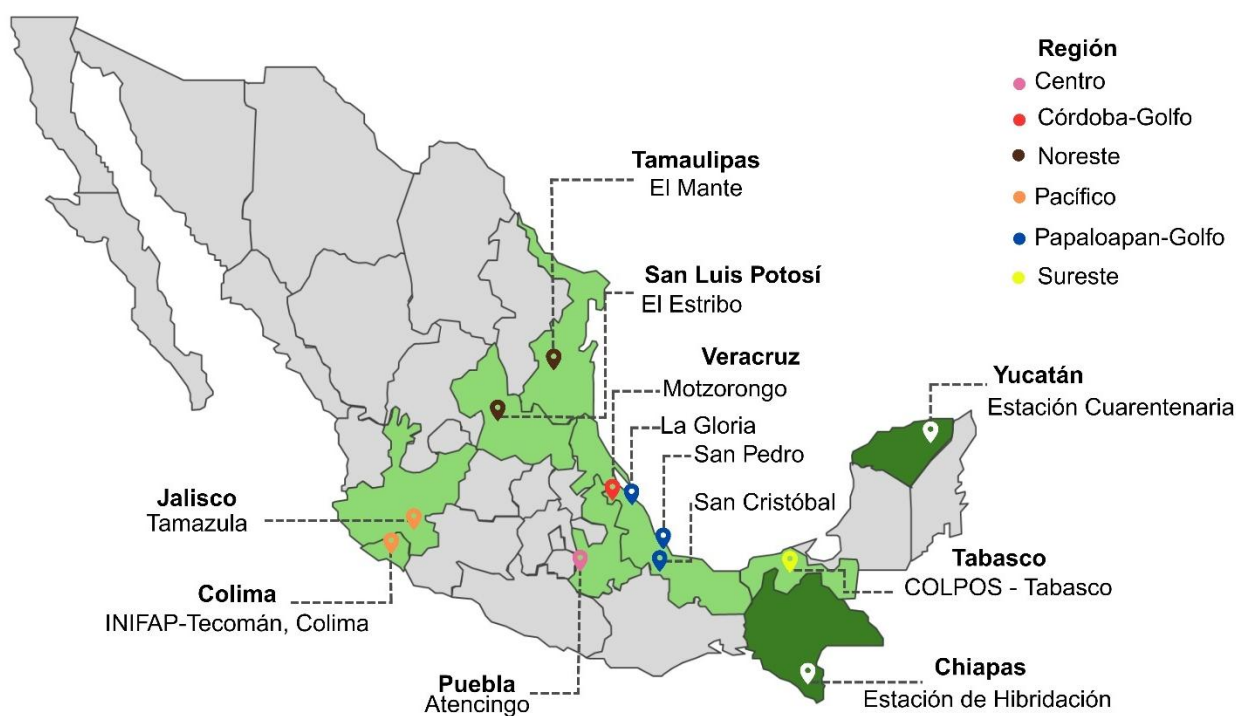 Región
Centro
Córdoba-Golfo
Noreste
Pacífico
Papaloapan-Golfo
Sureste
Tamaulipas
El Mante
San Luis Potosí
El Estribo
Veracruz
Motzorongo
La Gloria
San Pedro
San Cristóbal
Yucatán
Estación Cuarentenaria
Jalisco
Tamazula
Colima
INIFAP-Tecomán, Colima
Puebla
Atencingo
Tabasco
COLPOS - Tabasco
Chiapas
Estación de Hibridación